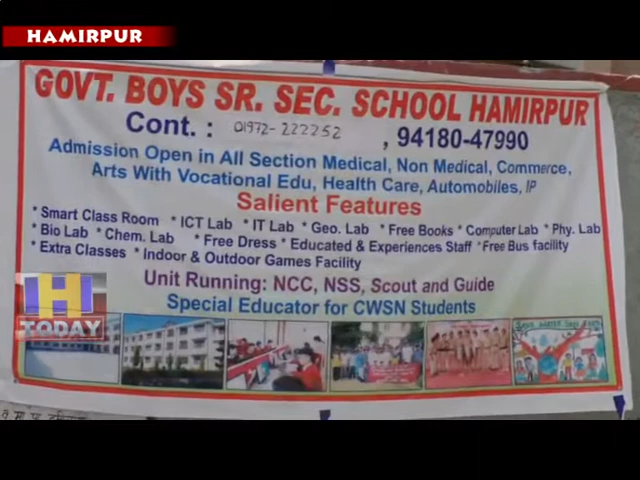 HAMIRPUR
GOVT. BOYS SR. SEC. SCHOOL HAMIRPUR
Cont. : 01972-222252 , 94180-47990
Admission Open in All Section Medical, Non Medical, Commerce,
Arts With Vocational Edu, Health Care, Automobiles, IP
Salient Features
* Smart Class Room * ICT Lab * IT Lab * Geo. Lab * Free Books * Computer Lab * Phy. Lab
* Bio Lab * Chem. Lab * Free Dress * Educated & Experiences Staff * Free Bus facility
* Extra Classes * Indoor & Outdoor Games Facility
Unit Running: NCC, NSS, Scout and Guide
Special Educator for CWSN Students
H
TODAY